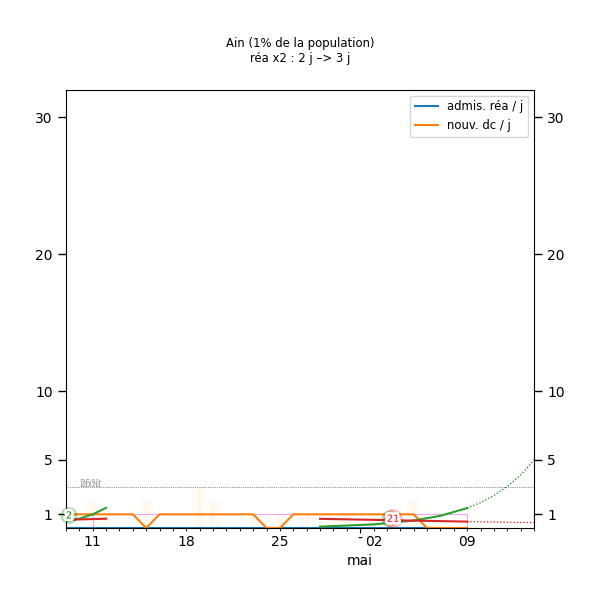 Ain (1% de la population)
réa x2 : 2 j –> 3 j
admis. réa / j
nouv. dc / j
30 30
20 20
10 10
5 5
1 1
2
21
11 18 25 - 02 09
mai